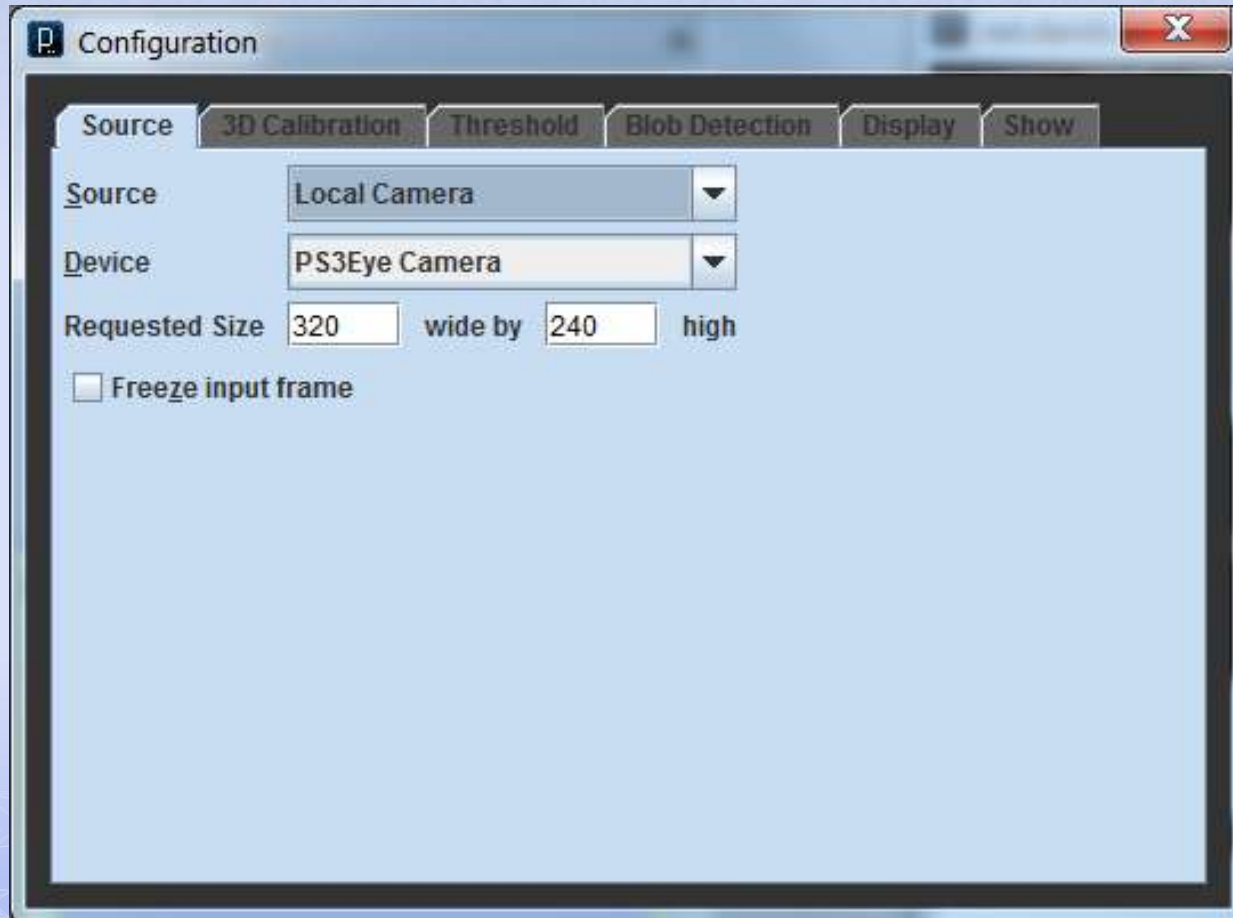 Configuration
Source 3D Calibration Threshold Blob Detection Display Show
Source Local Camera
Device PS3Eye Camera
Requested Size 320 wide by 240 high
Freeze input frame